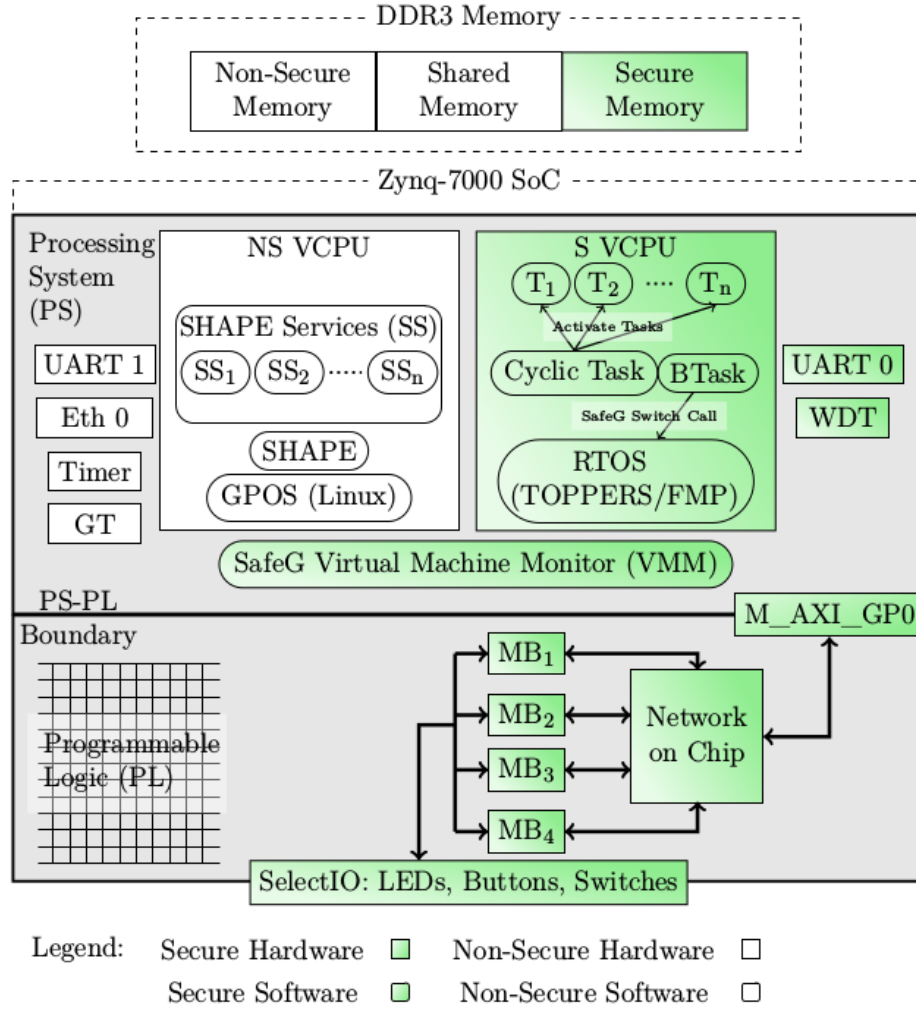 DDR3 Memory
Non-Secure
Memory
Shared
Memory
Secure
Memory
Zynq-7000 SoC
Processing
System
(PS)
UART 1
Eth 0
Timer
GT
NS VCPU
SHAPE Services (SS)
SS1 SS2 ..... SSn
SHAPE
GPOS (Linux)
S VCPU
T1 T2 .... Tn
Activate Tasks
Cyclic Task BTask
SafeG Switch Call
RTOS
(TOPPERS/FMP)
UART 0
WDT
SafeG Virtual Machine Monitor (VMM)
PS-PL
Boundary
M_AXI_GP0
Programmable
Logic (PL)
MB1
MB2
MB3
MB4
Network
on Chip
SelectIO: LEDs, Buttons, Switches
Legend: Secure Hardware Non-Secure Hardware
Secure Software Non-Secure Software